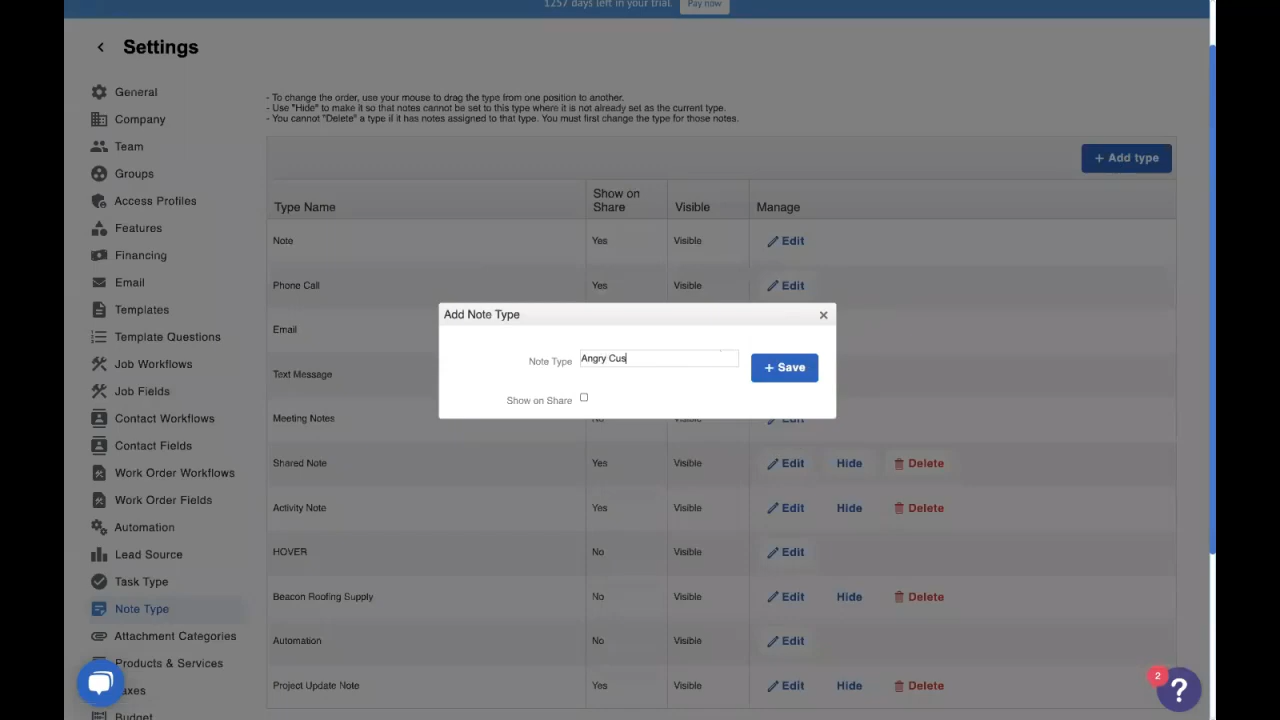 1257 days left in your trial. Pay now
Settings
General
Company
Team
Groups
Access Profiles
Features
Financing
Email
Templates
Template Questions
Job Workflows
Job Fields
Contact Workflows
Contact Fields
Work Order Workflows
Work Order Fields
Automation
Lead Source
Task Type
Note Type
Attachment Categories
Products & Services
Budget
- To change the order, use your mouse to drag the type from one position to another.
- Use "Hide" to make it so that notes cannot be set to this type where it is not already set as the current type.
- You cannot "Delete" a type if it has notes assigned to that type. You must first change the type for those notes.
+ Add type
Type Name Show on Share Visible Manage
Note Yes Visible Edit
Phone Call Yes Visible Edit
Email
Text Message
Meeting Notes No Visible Edit
Shared Note Yes Visible Edit Hide Delete
Activity Note Yes Visible Edit Hide Delete
HOVER No Visible Edit
Beacon Roofing Supply No Visible Edit Hide Delete
Automation No Visible Edit
Project Update Note Yes Visible Edit Hide Delete
Add Note Type ×
Note Type Angry Cus
+ Save
Show on Share
2
?